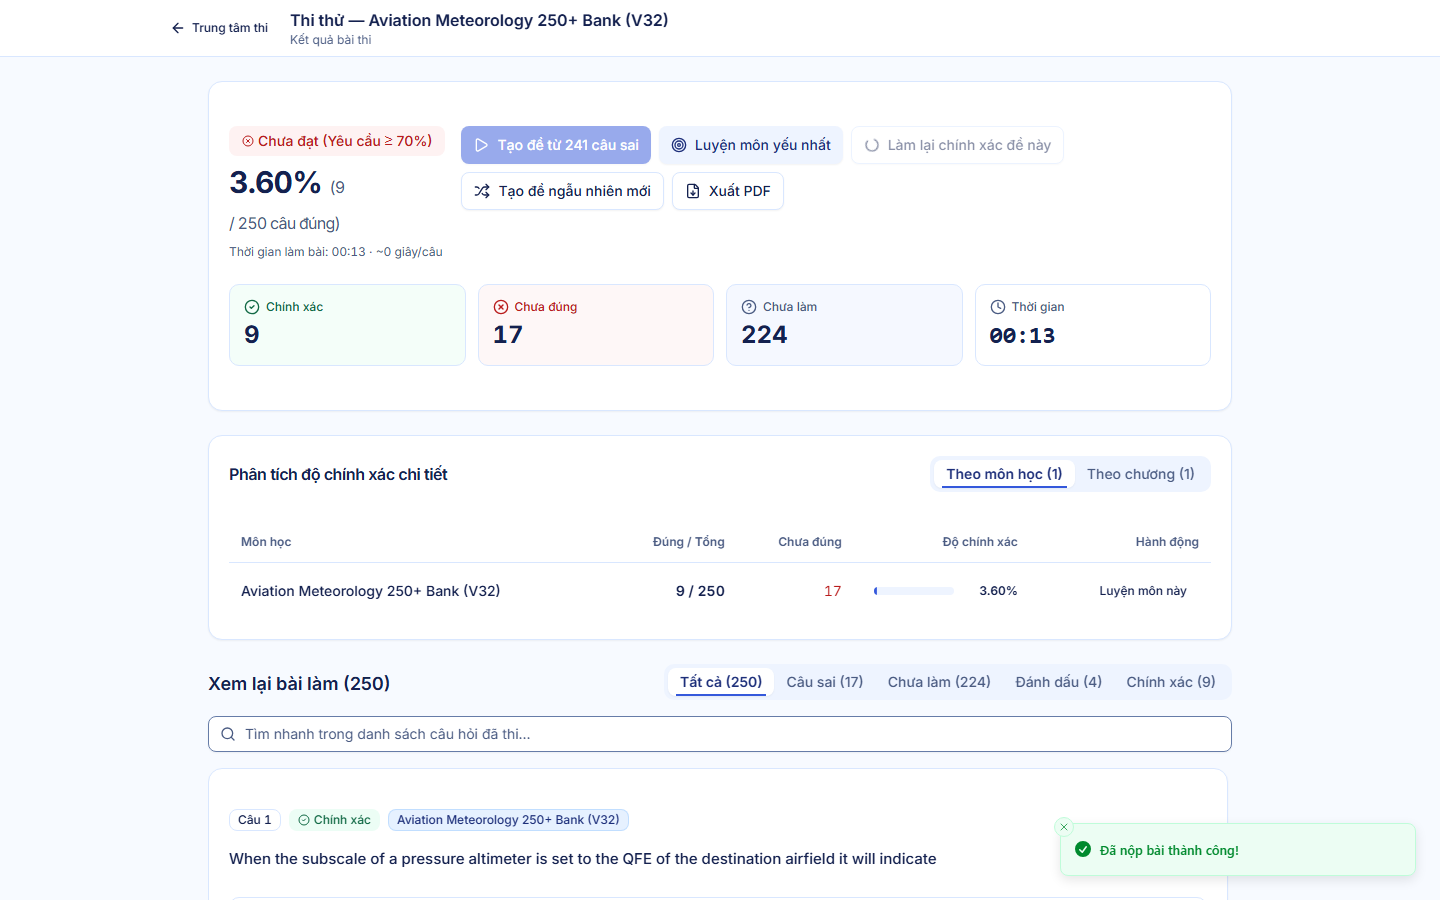 Trung tâm thi
Thi thử — Aviation Meteorology 250+ Bank (V32)
Kết quả bài thi
Chưa đạt (Yêu cầu ≥ 70%)
3.60% (9
/ 250 câu đúng)
Thời gian làm bài: 00:13 · ~0 giây/câu
Tạo đề từ 241 câu sai
Luyện môn yếu nhất
Làm lại chính xác đề này
Tạo đề ngẫu nhiên mới
Xuất PDF
Chính xác
9
Chưa đúng
17
Chưa làm
224
Thời gian
00:13
Phân tích độ chính xác chi tiết
Theo môn học (1)
Theo chương (1)
Môn học
Đúng / Tổng
Chưa đúng
Độ chính xác
Hành động
Aviation Meteorology 250+ Bank (V32)
9 / 250
17
3.60%
Luyện môn này
Xem lại bài làm (250)
Tất cả (250)
Câu sai (17)
Chưa làm (224)
Đánh dấu (4)
Chính xác (9)
Tìm nhanh trong danh sách câu hỏi đã thi...
Câu 1
Chính xác
Aviation Meteorology 250+ Bank (V32)
When the subscale of a pressure altimeter is set to the QFE of the destination airfield it will indicate
Đã nộp bài thành công!